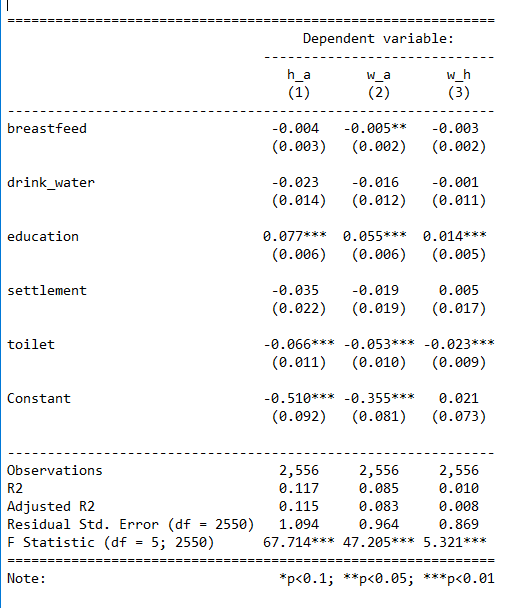 =============================================================
Dependent variable:
-----------------------------
h_a w_a w_h
(1) (2) (3)
-------------------------------------------------------------
breastfeed -0.004 -0.005** -0.003
(0.003) (0.002) (0.002)
drink_water -0.023 -0.016 -0.001
(0.014) (0.012) (0.011)
education 0.077*** 0.055*** 0.014***
(0.006) (0.006) (0.005)
settlement -0.035 -0.019 0.005
(0.022) (0.019) (0.017)
toilet -0.066*** -0.053*** -0.023***
(0.011) (0.010) (0.009)
Constant -0.510*** -0.355*** 0.021
(0.092) (0.081) (0.073)
-------------------------------------------------------------
Observations 2,556 2,556 2,556
R2 0.117 0.085 0.010
Adjusted R2 0.115 0.083 0.008
Residual Std. Error (df = 2550) 1.094 0.964 0.869
F Statistic (df = 5; 2550) 67.714*** 47.205*** 5.321***
=============================================================
Note: *p<0.1; **p<0.05; ***p<0.01